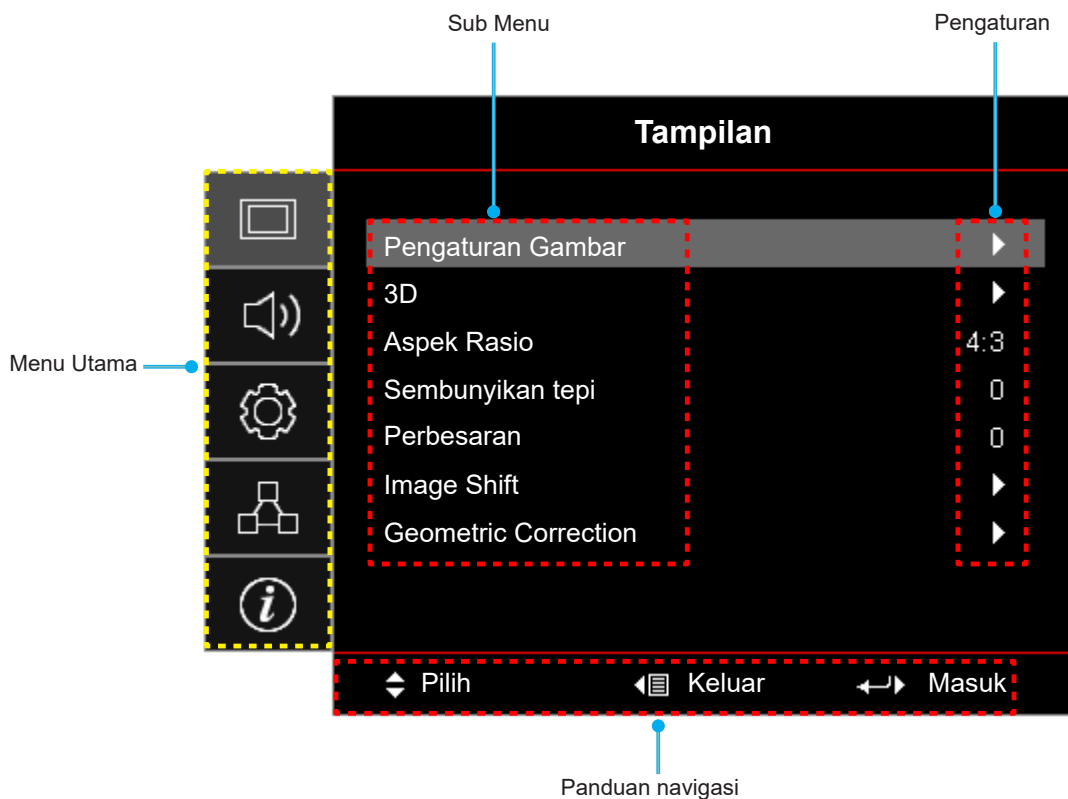 Sub Menu
Pengaturan
Tampilan
Pengaturan Gambar
3D
Aspek Rasio 4:3
Sembunyikan tepi 0
Perbesaran 0
Image Shift
Geometric Correction
Menu Utama
Pilih Keluar Masuk
Panduan navigasi